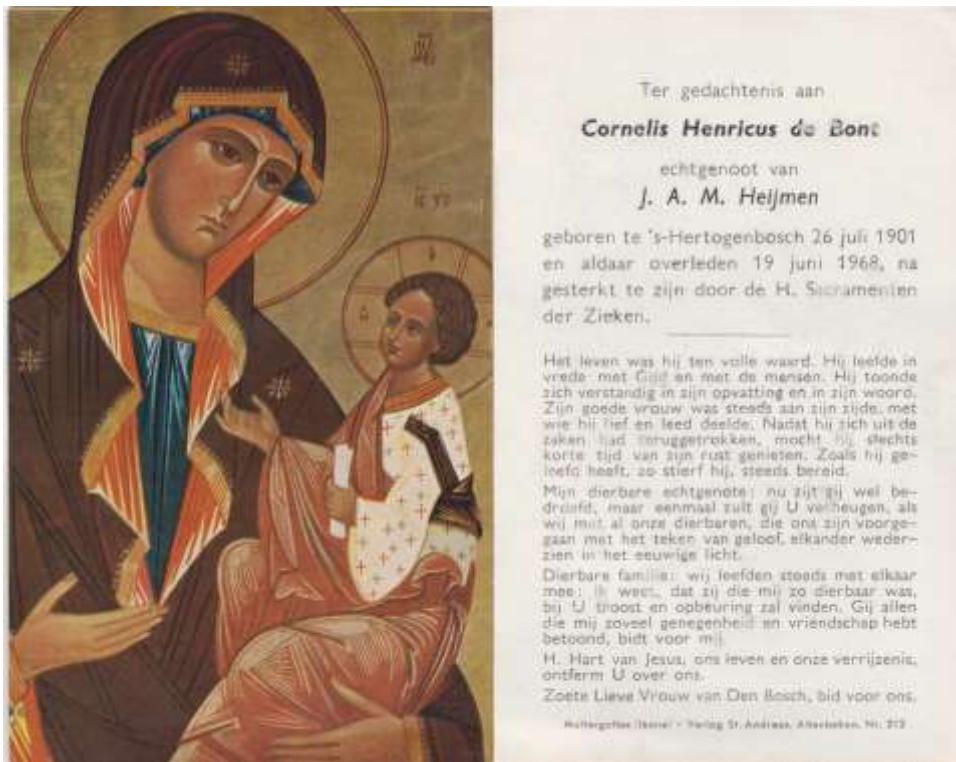 Ter gedachtenis aan
Cornelis Henricus de Bont
echtgenoot van
J. A. M. Heijmen
geboren te 's-Hertogenbosch 26 juli 1901
en aldaar overleden 19 juni 1968, na
gesterkt te zijn door de H. Sacramenten
der Zieken.
Het leven was hij ten volle waard. Hij leefde in
vrede met God en met de mensen. Hij toonde
zich verstandig in zijn opvatting en in zijn woord.
Zijn goede vrouw was steeds aan zijn zijde, met
wie hij lief en leed deelde. Nadat hij zich uit de
zaken had teruggetrokken, mocht hij slechts
korte tijd van zijn rust genieten. Zoals hij ge-
leefd heeft, zo stierf hij, steeds bereid.
Mijn dierbare echtgenote: nu zijt gij wel be-
droefd, maar eenmaal zult gij U verheugen, als
wij met al onze dierbaren, die ons zijn voorge-
gaan met het teken van geloof, elkander weder-
zien in het eeuwige licht.
Dierbare familie: wij leefden steeds met elkaar
mee; ik weet, dat zij die mij zo dierbaar was,
bij U troost en opbeuring zal vinden. Gij allen
die mij zoveel genegenheid en vriendschap hebt
betoond, bidt voor mij.
H. Hart van Jesus, ons leven en onze verrijzenis,
ontferm U over ons.
Zoete Lieve Vrouw van Den Bosch, bid voor ons.
Muttergottes - Verlag St. Andreas, Nr. 212